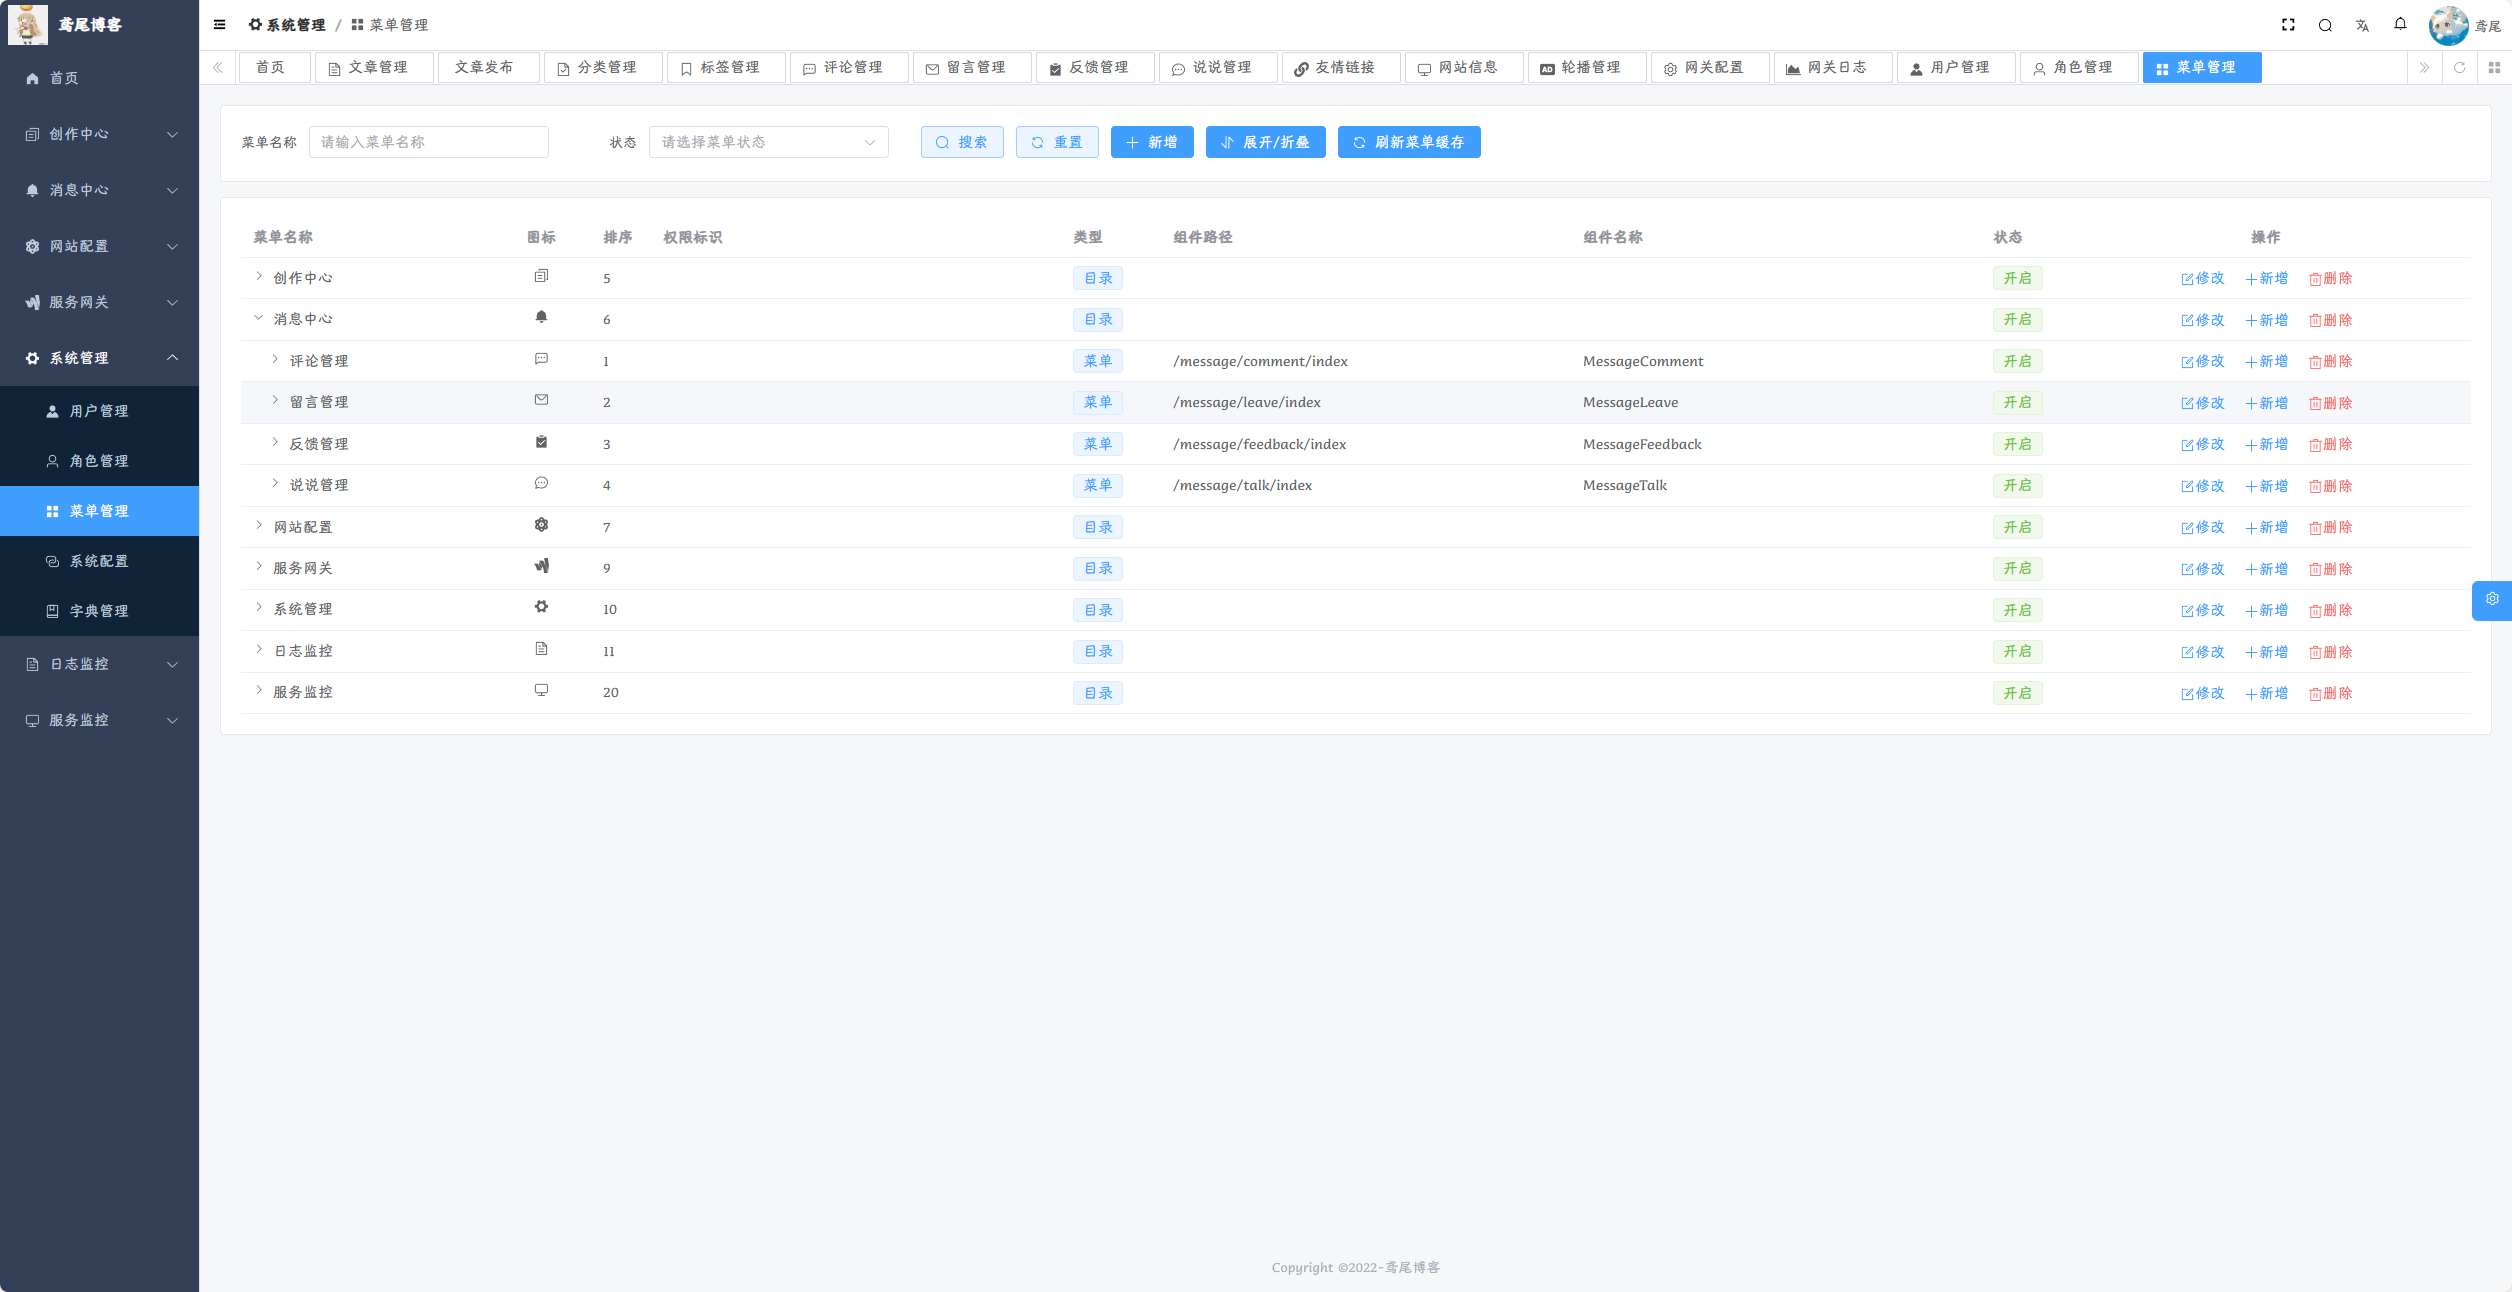 鸢尾博客
首页
创作中心
消息中心
网站配置
服务网关
系统管理
用户管理
角色管理
菜单管理
系统配置
字典管理
日志监控
服务监控
系统管理 / 菜单管理
鸢尾
首页 文章管理 文章发布 分类管理 标签管理 评论管理 留言管理 反馈管理 说说管理 友情链接 网站信息 轮播管理 网关配置 网关日志 用户管理 角色管理 菜单管理
菜单名称 请输入菜单名称 状态 请选择菜单状态 搜索 重置 新增 展开/折叠 刷新菜单缓存
菜单名称 图标 排序 权限标识 类型 组件路径 组件名称 状态 操作
创作中心 5 目录 开启 修改 新增 删除
消息中心 6 目录 开启 修改 新增 删除
评论管理 1 菜单 /message/comment/index MessageComment 开启 修改 新增 删除
留言管理 2 菜单 /message/leave/index MessageLeave 开启 修改 新增 删除
反馈管理 3 菜单 /message/feedback/index MessageFeedback 开启 修改 新增 删除
说说管理 4 菜单 /message/talk/index MessageTalk 开启 修改 新增 删除
网站配置 7 目录 开启 修改 新增 删除
服务网关 9 目录 开启 修改 新增 删除
系统管理 10 目录 开启 修改 新增 删除
日志监控 11 目录 开启 修改 新增 删除
服务监控 20 目录 开启 修改 新增 删除
Copyright ©2022-鸢尾博客